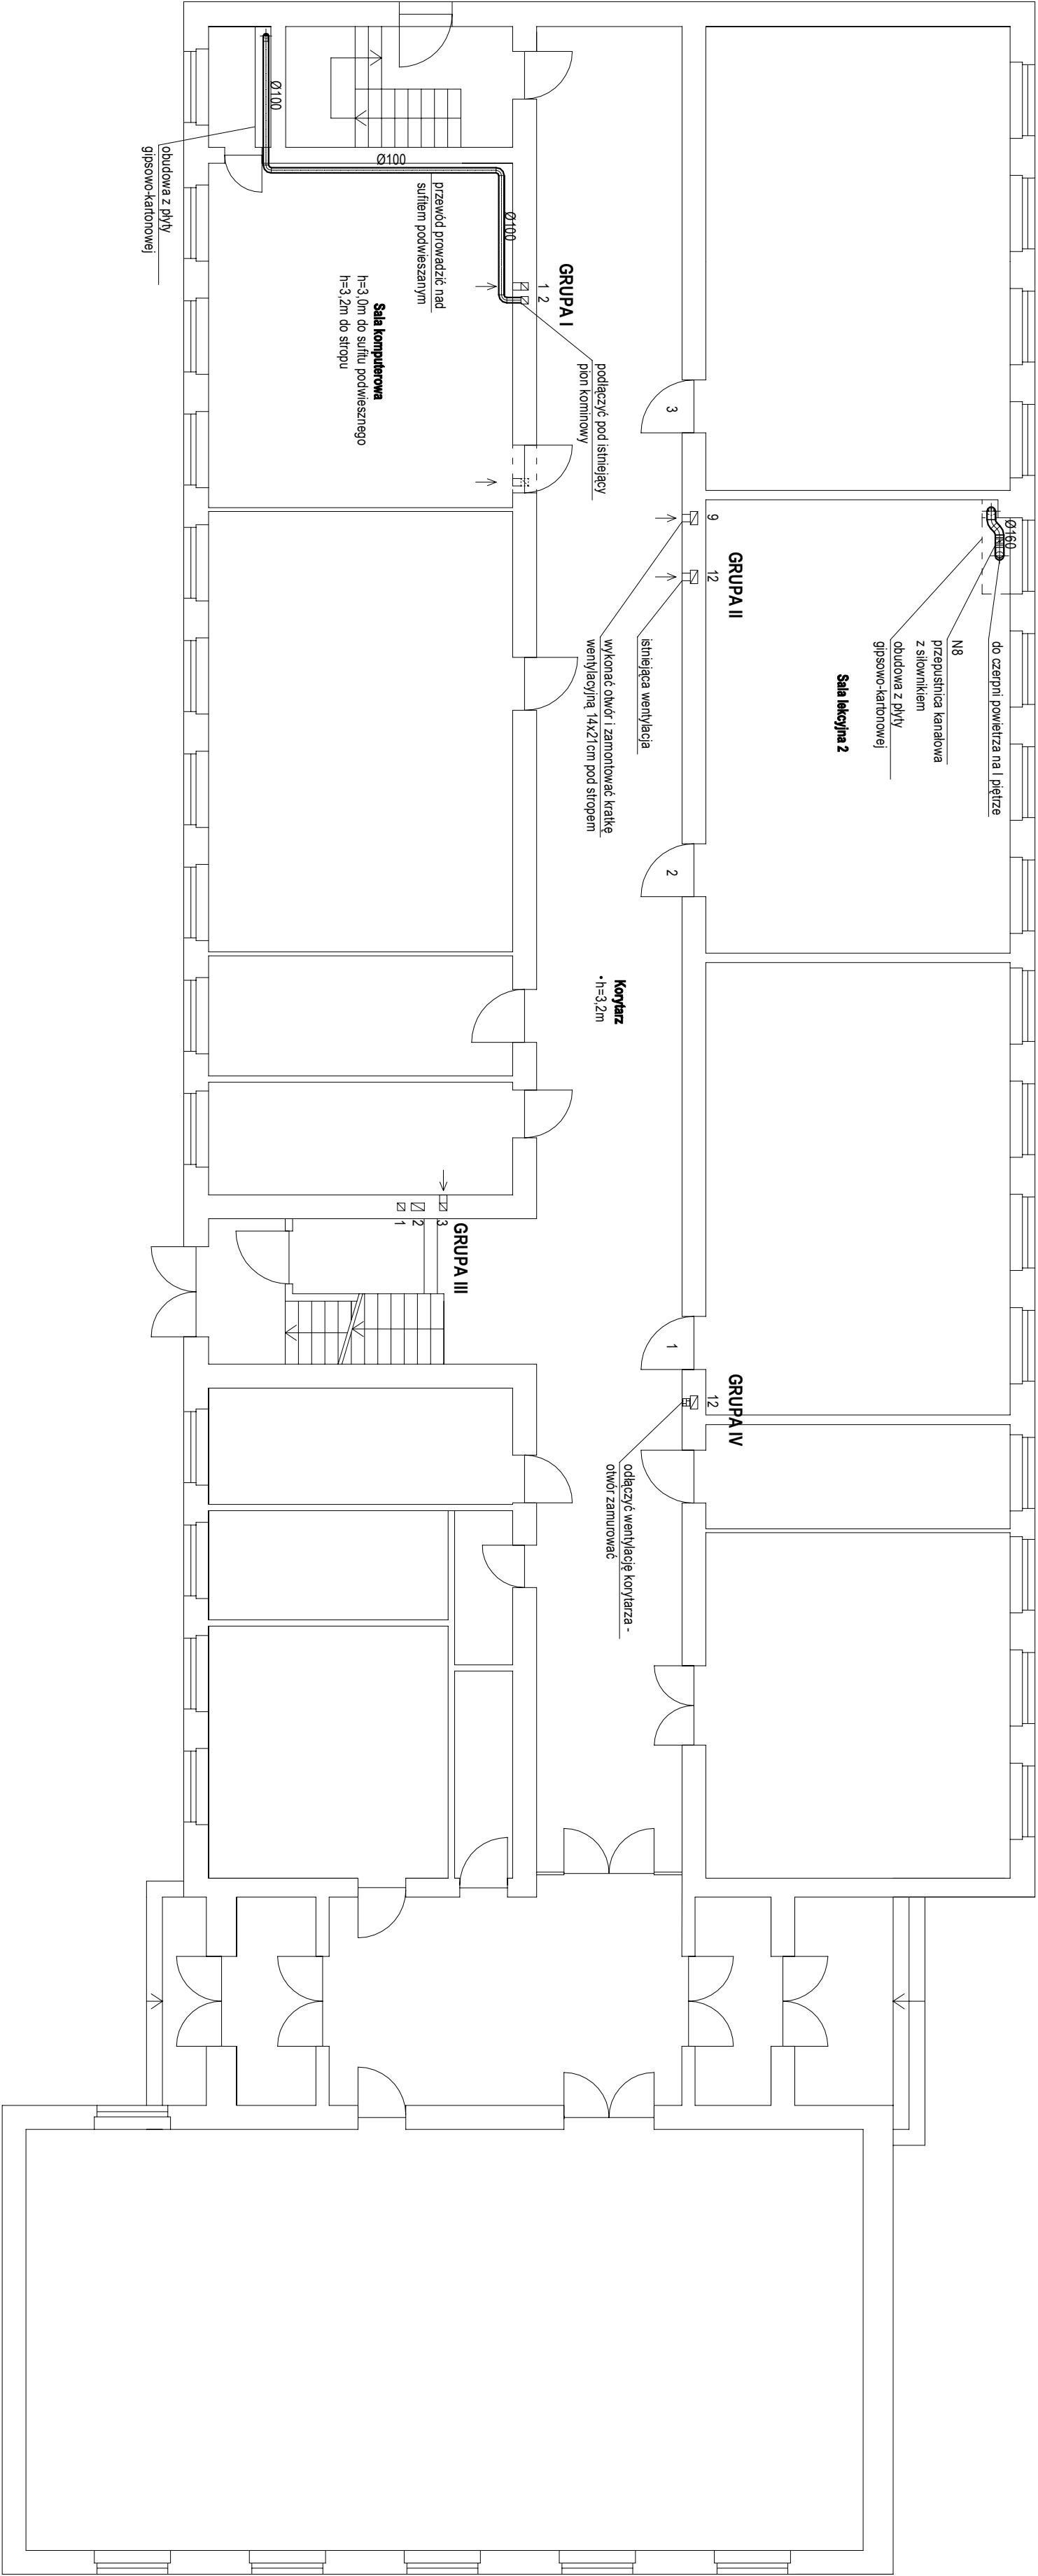 Ø160
do czerpni powietrza na I piętrze
N8
przepustnica kanałowa
z siłownikiem
obudowa z płyty
gipsowo-kartonowej
Sala lekcyjna 2
GRUPA II
9
12
istniejąca wentylacja
wykonać otwór i zamontować kratkę
wentylacyjną 14x21cm pod stropem
3
2
1
GRUPA IV
12
odłączyć wentylację korytarza -
otwór zamurować
Korytarz
h=3,2m
podłączyć pod istniejący
pion kominowy
GRUPA I
1 2
Ø100
Ø100
Ø100
przewód prowadzić nad
sufitem podwieszanym
Sala komputerowa
h=3,0m do sufitu podwiesznego
h=3,2m do stropu
obudowa z płyty
gipsowo-kartonowej
GRUPA III
3
2
1